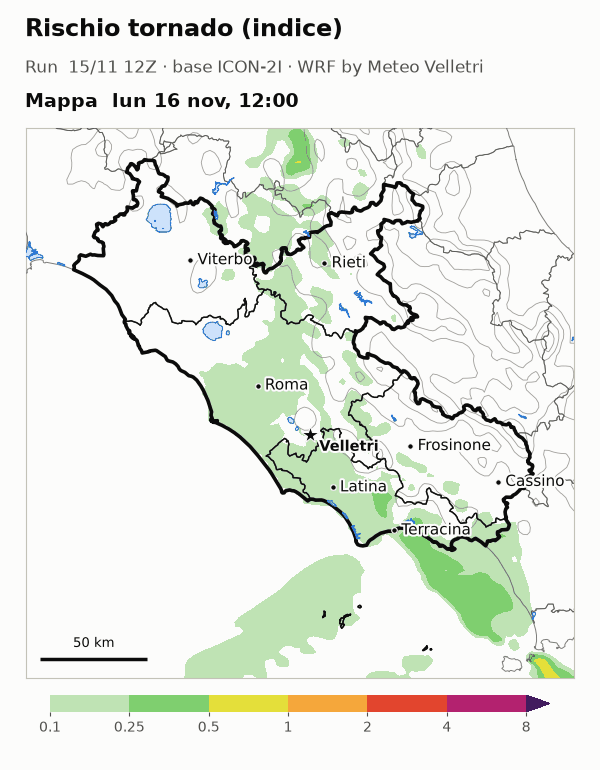 Rischio tornado (indice)
Run 15/11 12Z · base ICON-2I · WRF by Meteo Velletri
Mappa lun 16 nov, 12:00
Viterbo
Rieti
Roma
Velletri
Frosinone
Latina
Cassino
Terracina
50 km
0.1 0.25 0.5 1 2 4 8